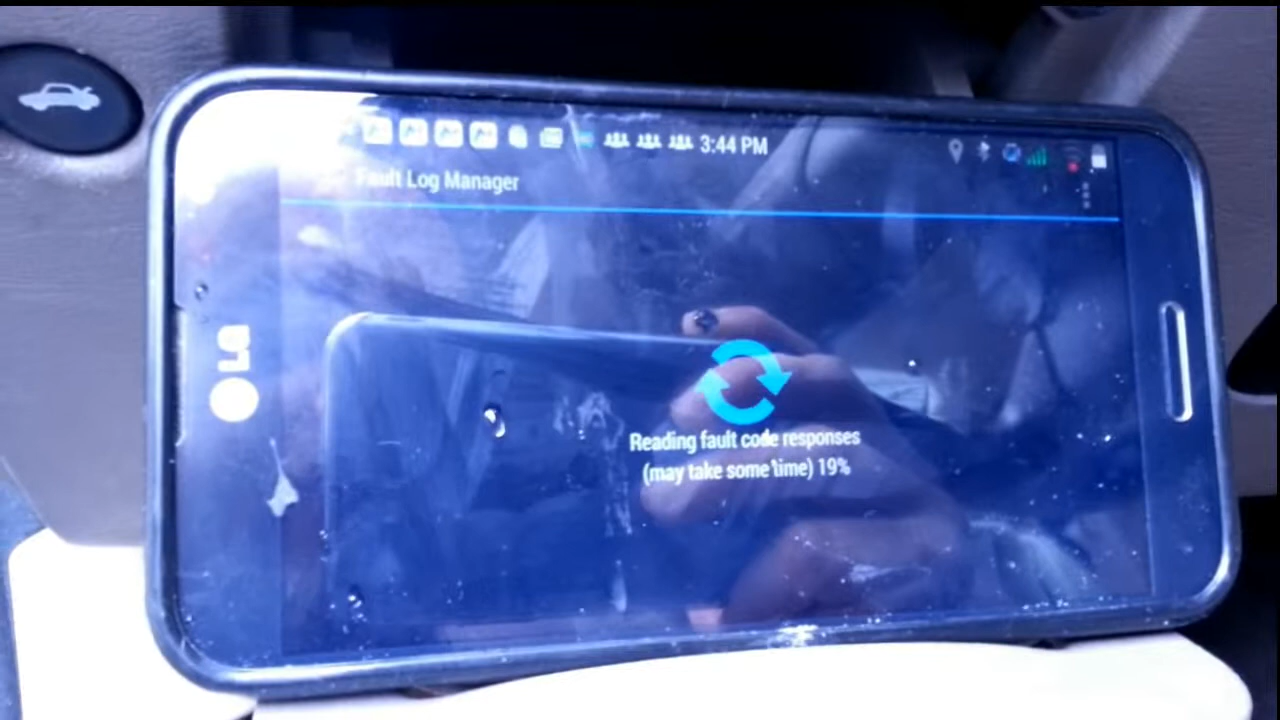 3:44 PM
Fault Log Manager
LG
Reading fault code responses
(may take some time) 19%